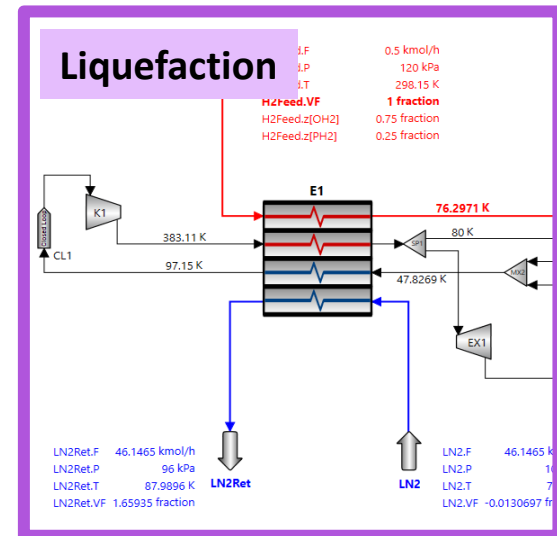 Liquefaction
0.5 kmol/h
120 kPa
298.15 K
H2Feed.VF 1 fraction
H2Feed.z[OH2] 0.75 fraction
H2Feed.z[PH2] 0.25 fraction
E1
76.2971 K
K1
Closed Loop
CL1
383.11 K
SP1
80 K
97.15 K
47.8269 K
MX2
EX1
LN2Ret.F 46.1465 kmol/h
LN2Ret.P 96 kPa
LN2Ret.T 87.9896 K
LN2Ret.VF 1.65935 fraction
LN2Ret
LN2
LN2.F 46.1465
LN2.P
LN2.T
LN2.VF -0.0130697